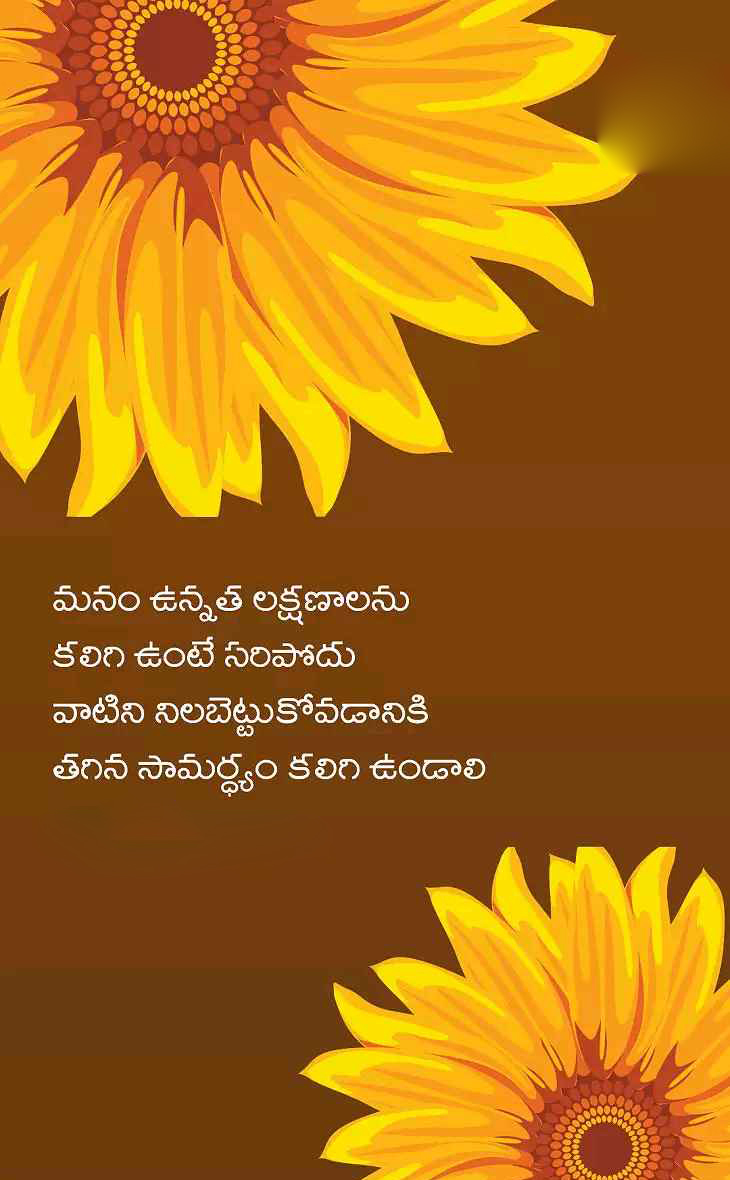 మనం ఉన్నత లక్షణాలను
కలిగి ఉంటే సరిపోదు
వాటిని నిలబెట్టుకోవడానికి
తగిన సామర్ధ్యం కలిగి ఉండాలి